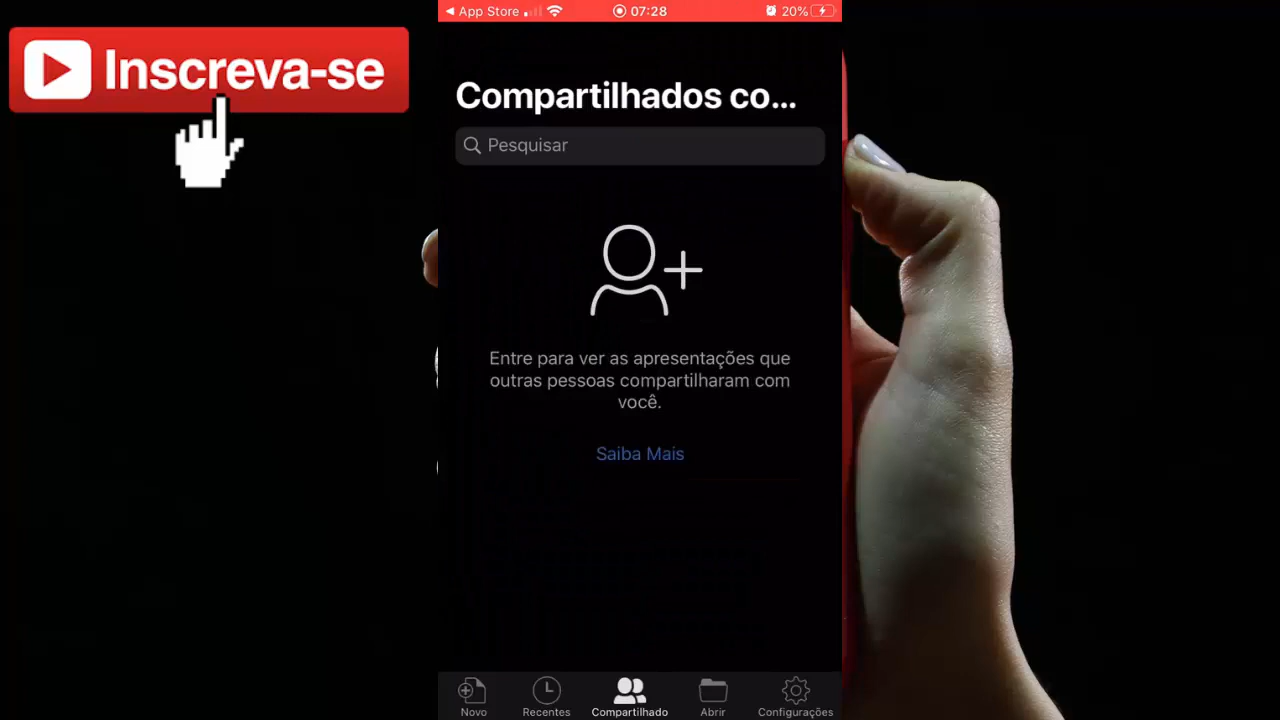 Inscreva-se
App Store
07:28
20%
Compartilhados co...
Pesquisar
Entre para ver as apresentações que
outras pessoas compartilharam com
você.
Saiba Mais
Novo
Recentes
Compartilhado
Abrir
Configurações